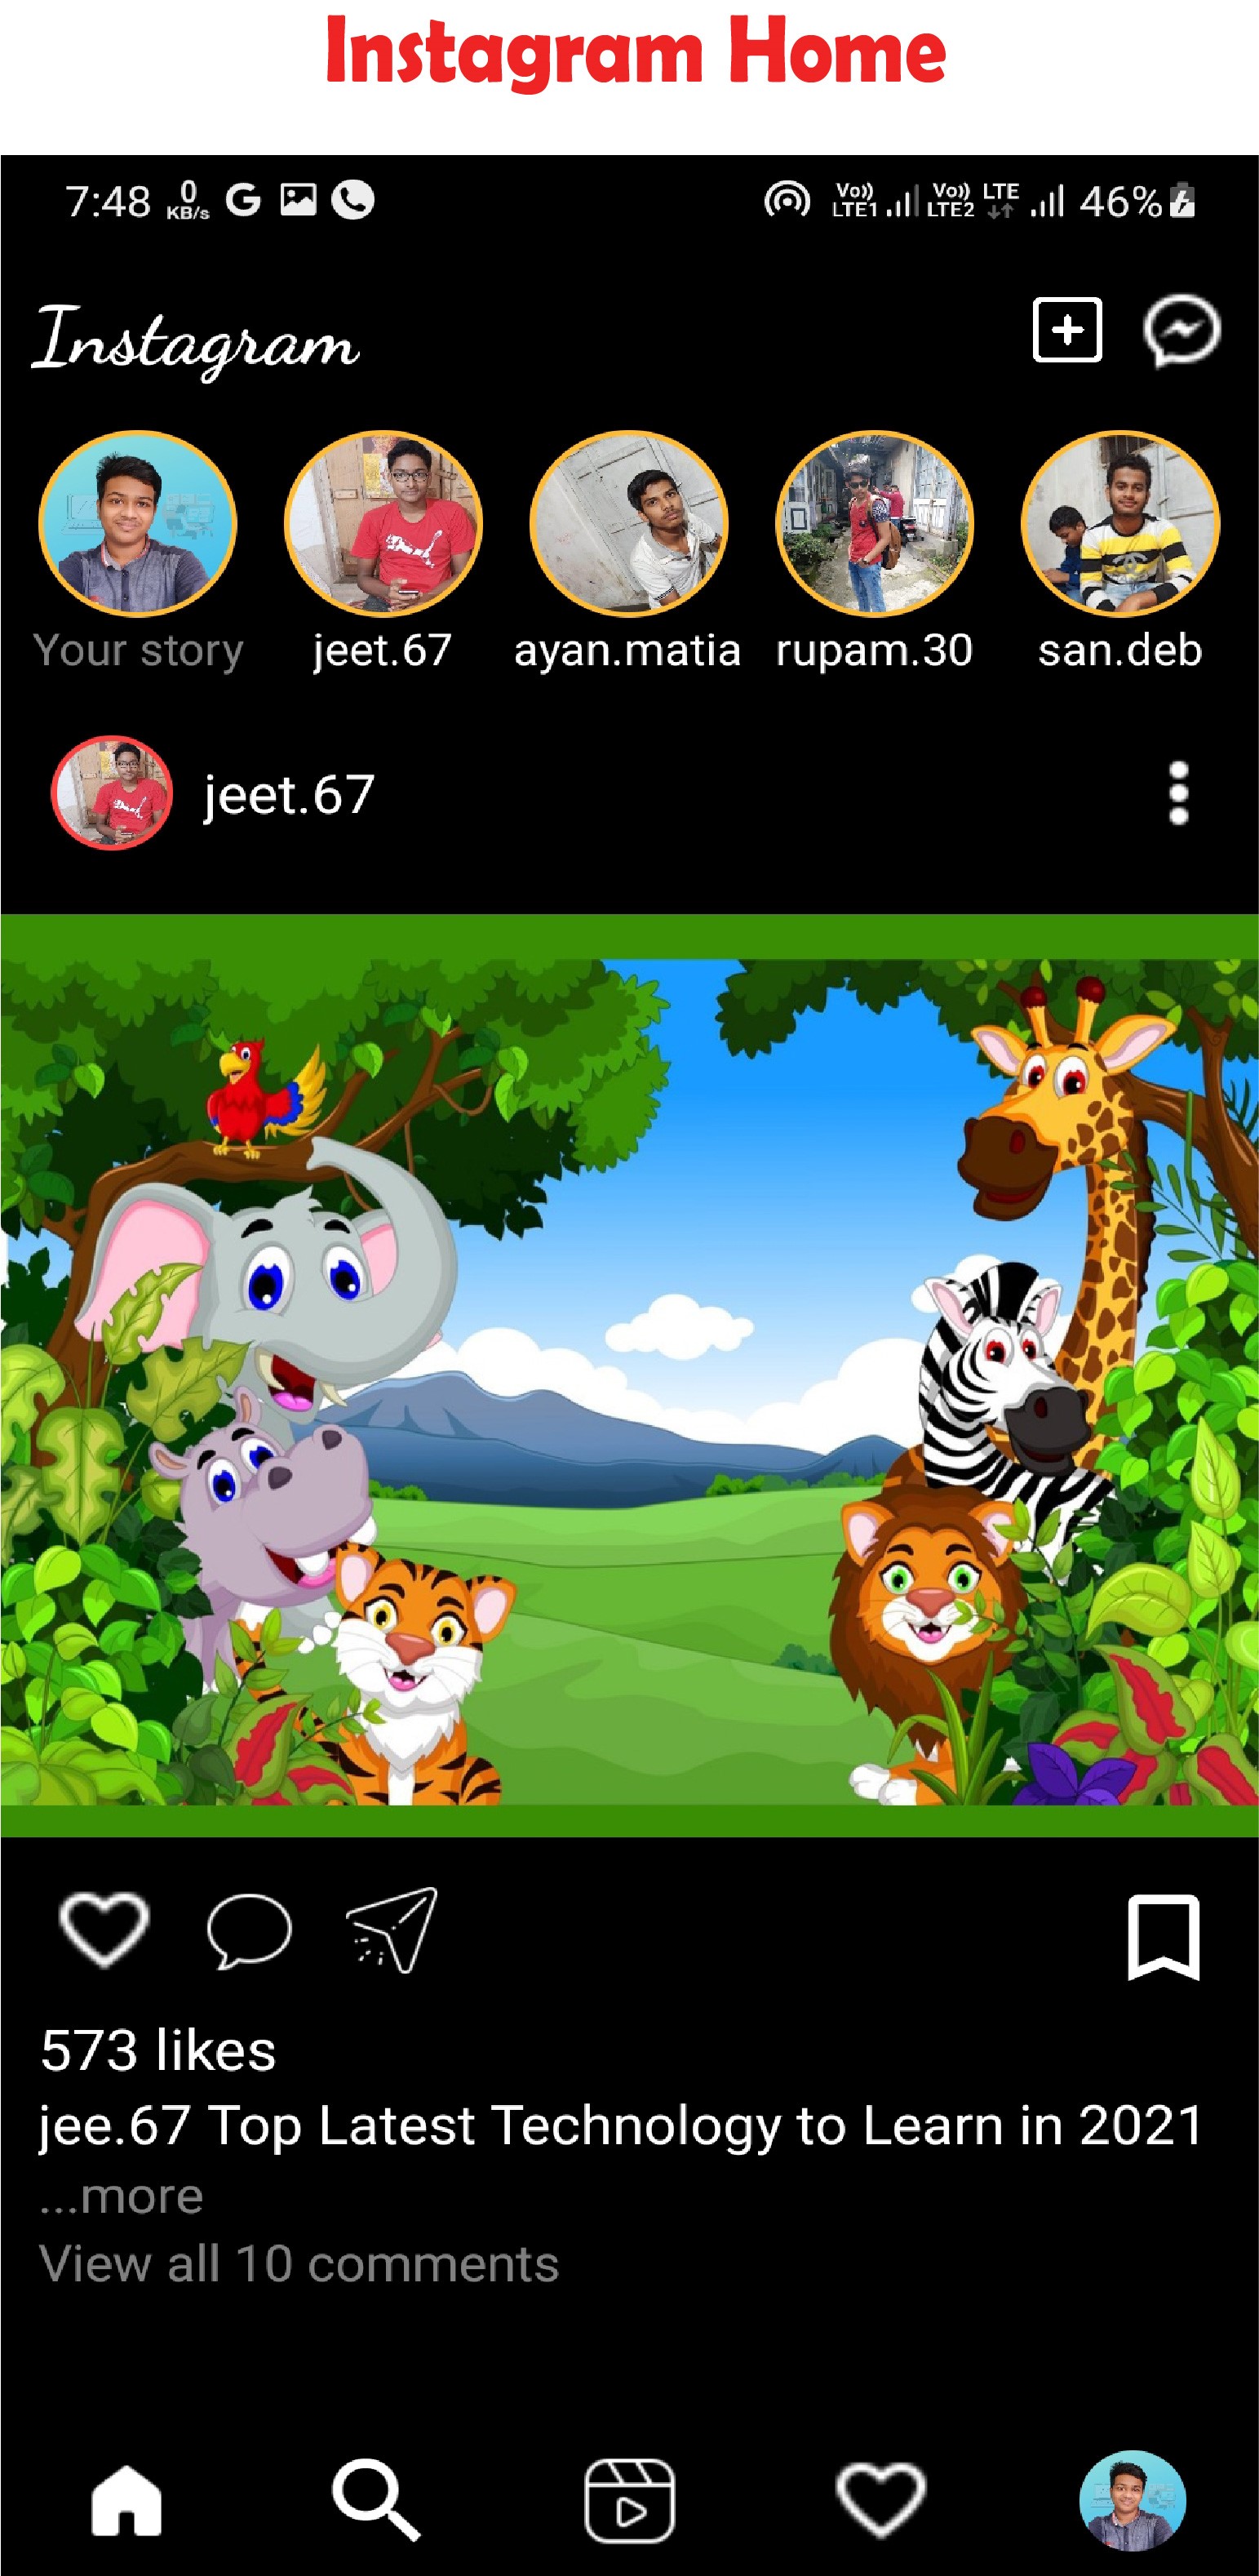 Instagram Home
7:48 0 KB/s G Vo)) LTE1 Vo)) LTE2 LTE 46%
Instagram
Your story jeet.67 ayan.matia rupam.30 san.deb
jeet.67
573 likes
jee.67 Top Latest Technology to Learn in 2021
...more
View all 10 comments